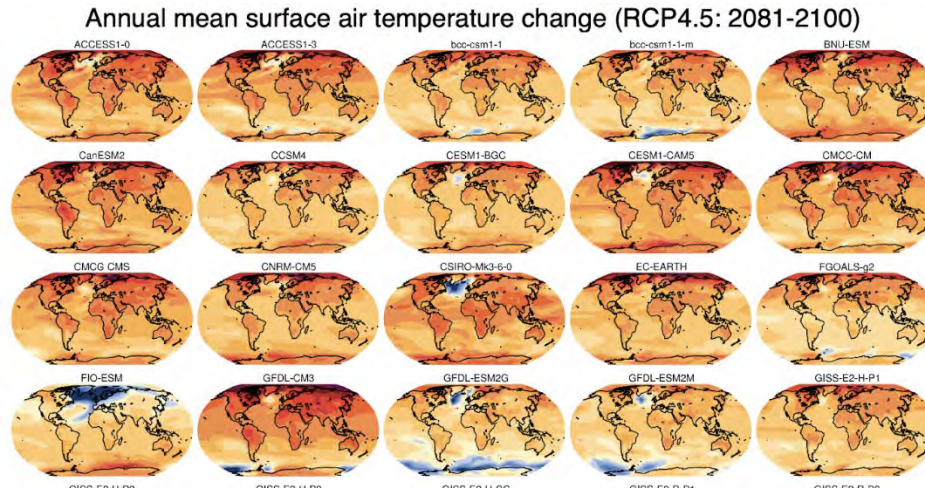 Annual mean surface air temperature change (RCP4.5: 2081-2100)
ACCESS1-0 ACCESS1-3 bcc-csm1-1 bcc-csm1-1-m BNU-ESM
CanESM2 CCSM4 CESM1-BGC CESM1-CAM5 CMCC-CM
CMCG CMS CNRM-CM5 CSIRO-Mk3-6-0 EC-EARTH FGOALS-g2
FIO-ESM GFDL-CM3 GFDL-ESM2G GFDL-ESM2M GISS-E2-H-P1